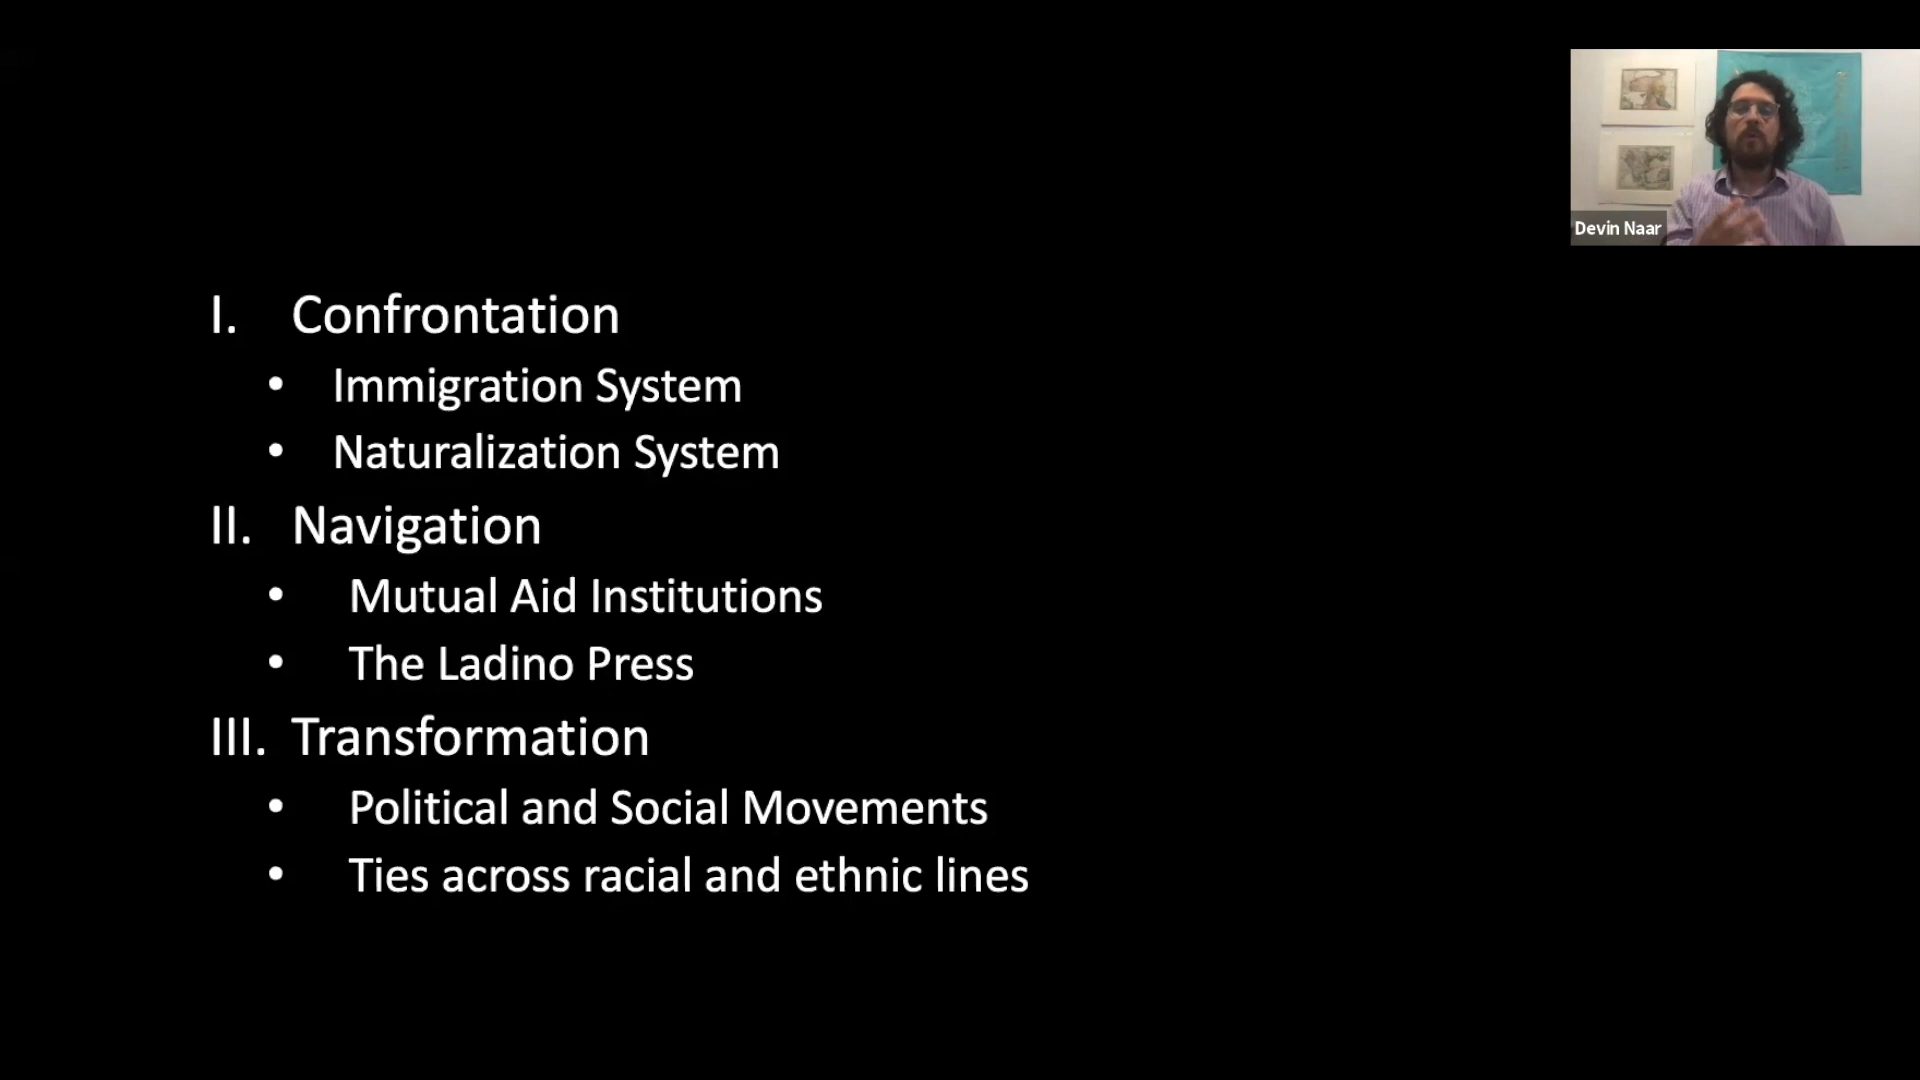 Devin Naar
I. Confrontation
• Immigration System
• Naturalization System
II. Navigation
• Mutual Aid Institutions
• The Ladino Press
III. Transformation
• Political and Social Movements
• Ties across racial and ethnic lines